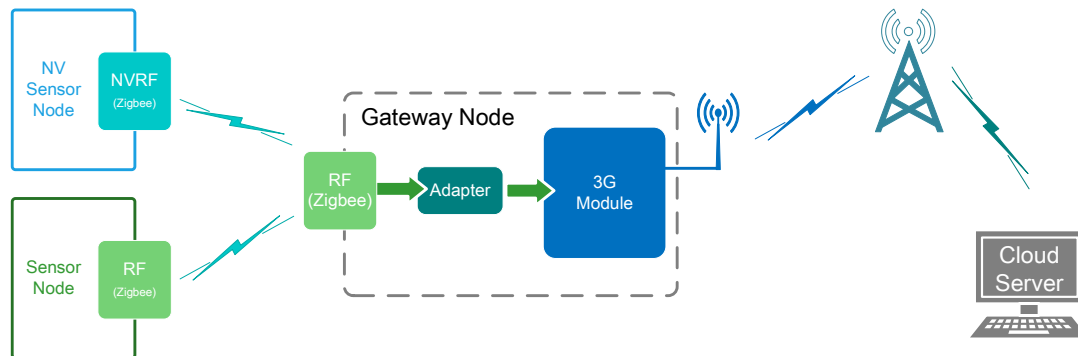 NV
Sensor
Node
NVRF
(Zigbee)
Sensor
Node
RF
(Zigbee)
Gateway Node
RF
(Zigbee)
Adapter
3G
Module
Cloud
Server